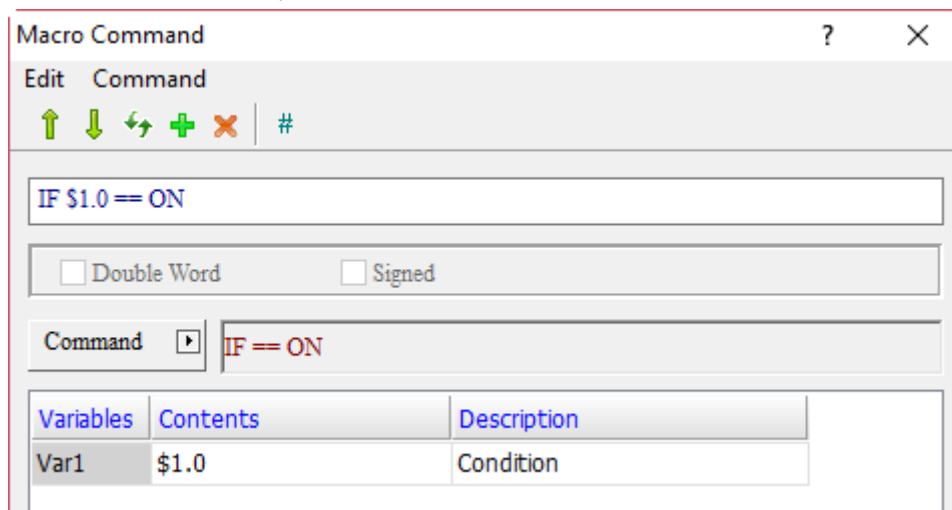 Macro Command ?
Edit Command
#
IF $1.0 == ON
Double Word Signed
Command IF == ON
Variables Contents Description
Var1 $1.0 Condition